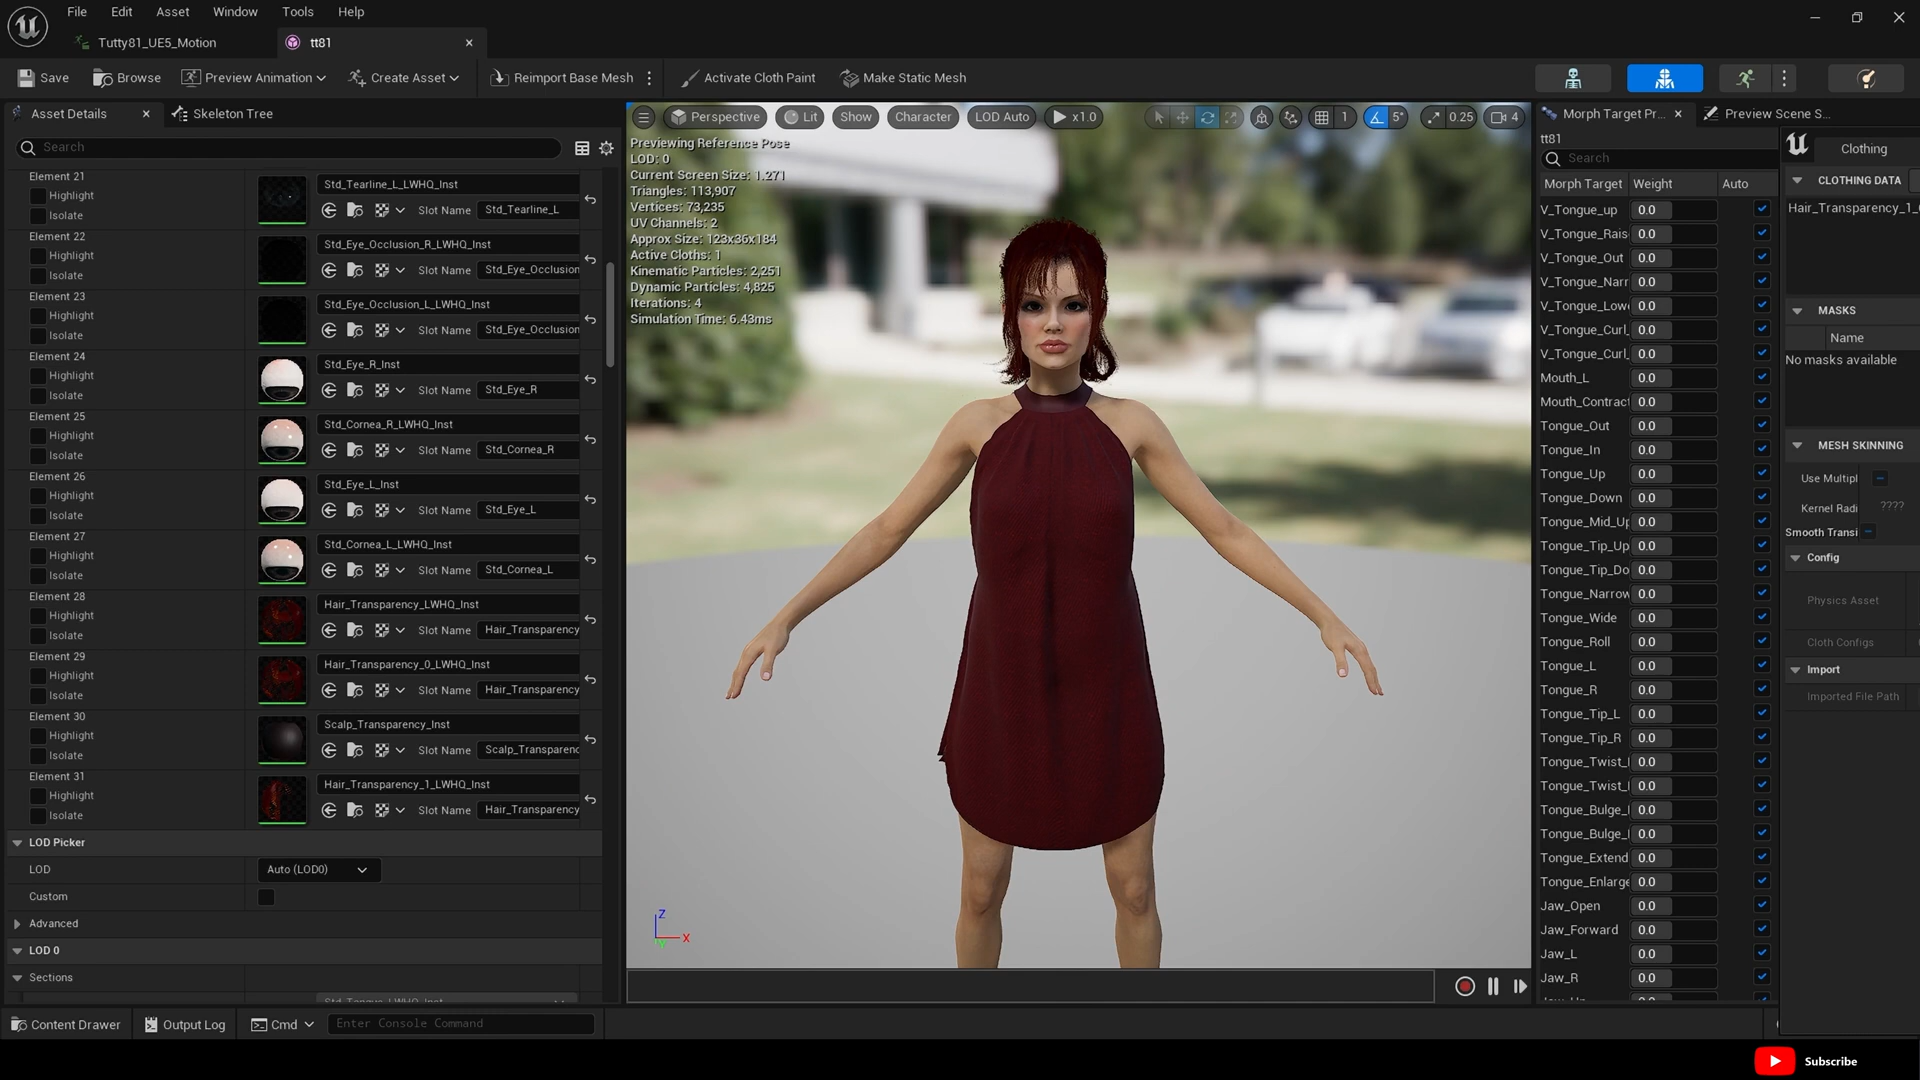 File Edit Asset Window Tools Help
Tutty81_UE5_Motion
tt81
Save Browse Preview Animation Create Asset Reimport Base Mesh Activate Cloth Paint Make Static Mesh
Asset Details Skeleton Tree
Search
Element 21
Highlight
Isolate
Std_Tearline_L_LWHQ_Inst
Slot Name Std_Tearline_L
Element 22
Highlight
Isolate
Std_Eye_Occlusion_R_LWHQ_Inst
Slot Name Std_Eye_Occlusion
Element 23
Highlight
Isolate
Std_Eye_Occlusion_L_LWHQ_Inst
Slot Name Std_Eye_Occlusion
Element 24
Highlight
Isolate
Std_Eye_R_Inst
Slot Name Std_Eye_R
Element 25
Highlight
Isolate
Std_Cornea_R_LWHQ_Inst
Slot Name Std_Cornea_R
Element 26
Highlight
Isolate
Std_Eye_L_Inst
Slot Name Std_Eye_L
Element 27
Highlight
Isolate
Std_Cornea_L_LWHQ_Inst
Slot Name Std_Cornea_L
Element 28
Highlight
Isolate
Hair_Transparency_LWHQ_Inst
Slot Name Hair_Transparency
Element 29
Highlight
Isolate
Hair_Transparency_0_LWHQ_Inst
Slot Name Hair_Transparency
Element 30
Highlight
Isolate
Scalp_Transparency_Inst
Slot Name Scalp_Transparenc
Element 31
Highlight
Isolate
Hair_Transparency_1_LWHQ_Inst
Slot Name Hair_Transparency
LOD Picker
LOD Auto (LOD0)
Custom
Advanced
LOD 0
Sections
Perspective Lit Show Character LOD Auto x1.0 1 5° 0.25 4
Previewing Reference Pose
LOD: 0
Current Screen Size: 1.271
Triangles: 113,907
Vertices: 73,235
UV Channels: 2
Approx Size: 123x36x184
Active Cloths: 1
Kinematic Particles: 2,251
Dynamic Particles: 4,825
Iterations: 4
Simulation Time: 6.43ms
Z
X
Y
Morph Target Pr... Preview Scene S...
tt81
Search
Morph Target Weight Auto
V_Tongue_up 0.0
V_Tongue_Rais 0.0
V_Tongue_Out 0.0
V_Tongue_Narr 0.0
V_Tongue_Lowe 0.0
V_Tongue_Curl_ 0.0
V_Tongue_Curl_ 0.0
Mouth_L 0.0
Mouth_Contract 0.0
Tongue_Out 0.0
Tongue_In 0.0
Tongue_Up 0.0
Tongue_Down 0.0
Tongue_Mid_Up 0.0
Tongue_Tip_Up 0.0
Tongue_Tip_Do 0.0
Tongue_Narrow 0.0
Tongue_Wide 0.0
Tongue_Roll 0.0
Tongue_L 0.0
Tongue_R 0.0
Tongue_Tip_L 0.0
Tongue_Tip_R 0.0
Tongue_Twist_ 0.0
Tongue_Twist_ 0.0
Tongue_Bulge_ 0.0
Tongue_Bulge_ 0.0
Tongue_Extend 0.0
Tongue_Enlarge 0.0
Jaw_Open 0.0
Jaw_Forward 0.0
Jaw_L 0.0
Jaw_R 0.0
Clothing
CLOTHING DATA
Hair_Transparency_1_
MASKS
Name
No masks available
MESH SKINNING
Use Multipl
Kernel Radi ????
Smooth Transi
Config
Physics Asset
Cloth Configs
Import
Imported File Path
Content Drawer Output Log Cmd Enter Console Command
Subscribe